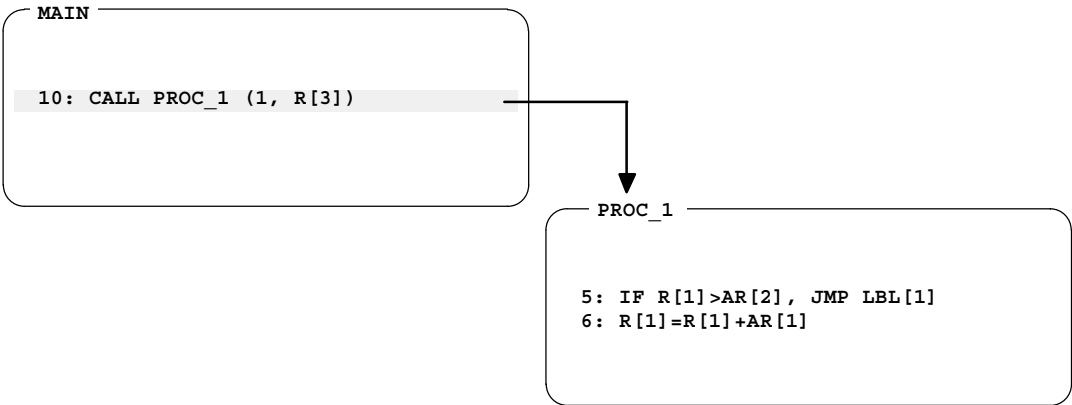 MAIN
10: CALL PROC_1 (1, R[3])
PROC_1
5: IF R[1]>AR[2], JMP LBL[1]
6: R[1]=R[1]+AR[1]